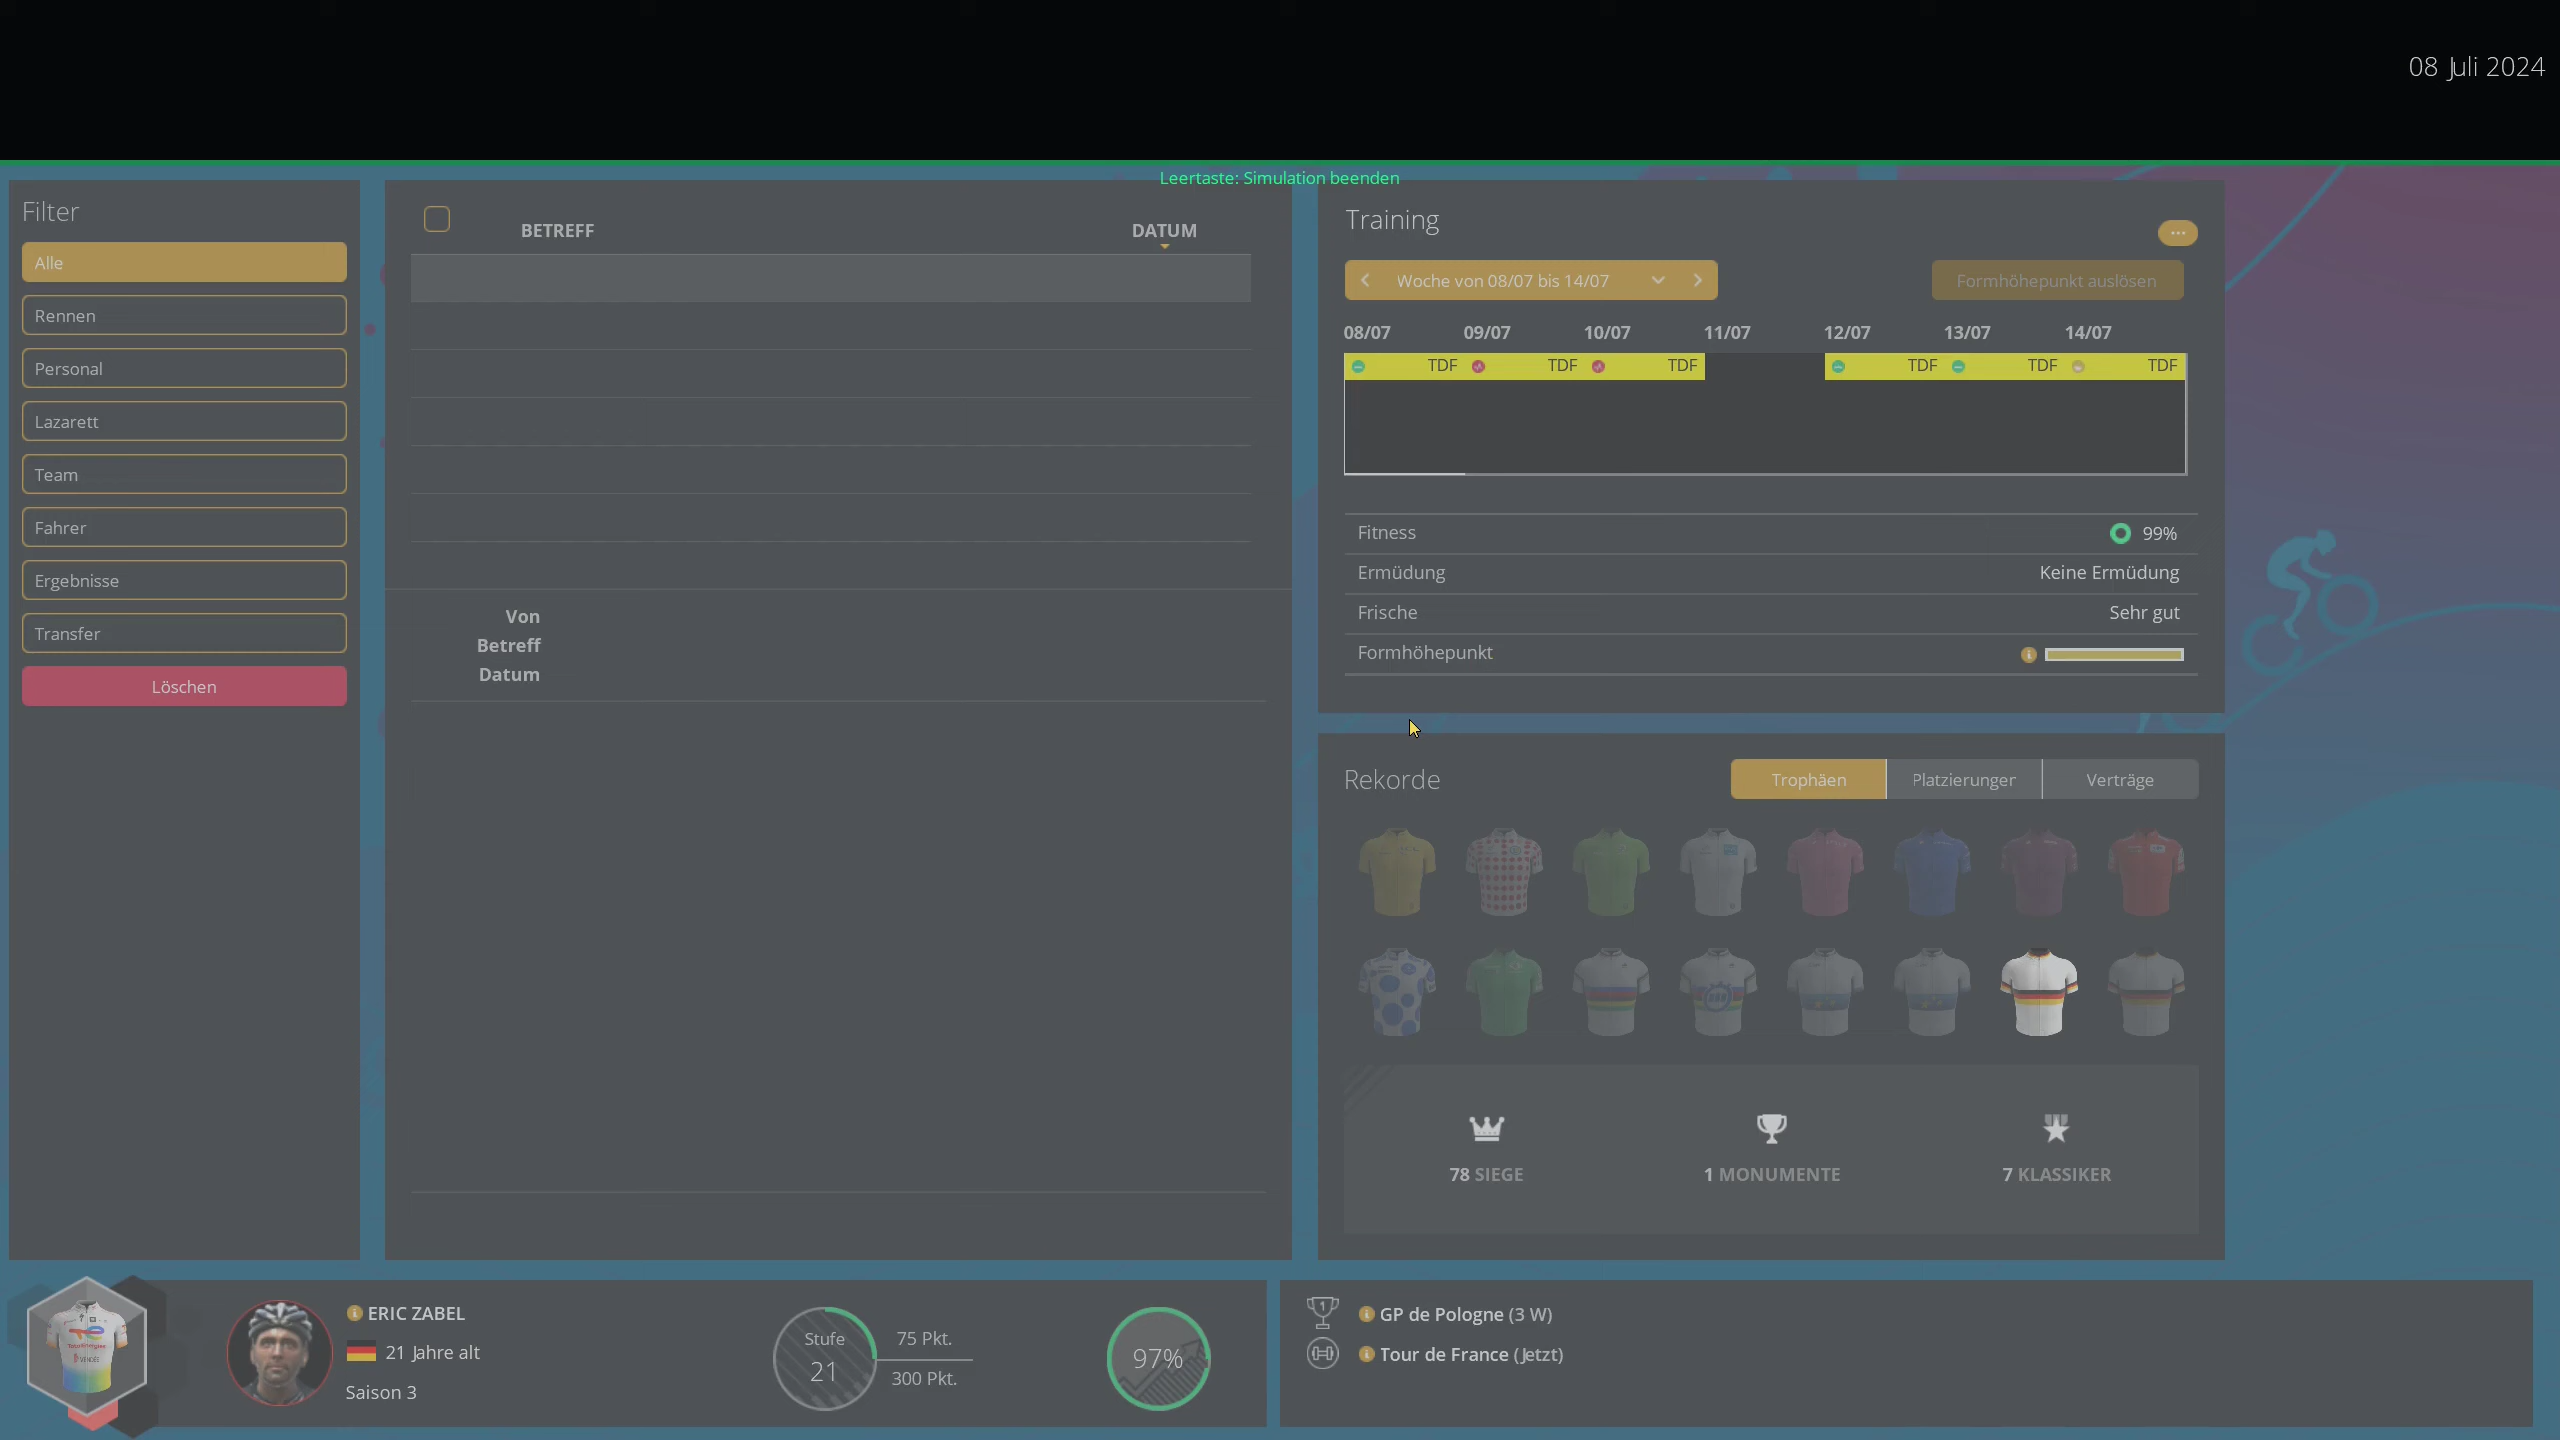 08 Juli 2024
Leertaste: Simulation beenden
Filter
Alle
Rennen
Personal
Lazarett
Team
Fahrer
Ergebnisse
Transfer
Löschen
BETREFF DATUM
Von
Betreff
Datum
Training
...
Woche von 08/07 bis 14/07
Formhöhepunkt auslösen
08/07 09/07 10/07 11/07 12/07 13/07 14/07
TDF TDF TDF TDF TDF TDF
Fitness 99%
Ermüdung Keine Ermüdung
Frische Sehr gut
Formhöhepunkt
Rekorde
Trophäen Platzierunger Verträge
78 SIEGE 1 MONUMENTE 7 KLASSIKER
ERIC ZABEL
21 Jahre alt
Saison 3
Stufe
21
75 Pkt.
300 Pkt.
97%
GP de Pologne (3 W)
Tour de France (Jetzt)